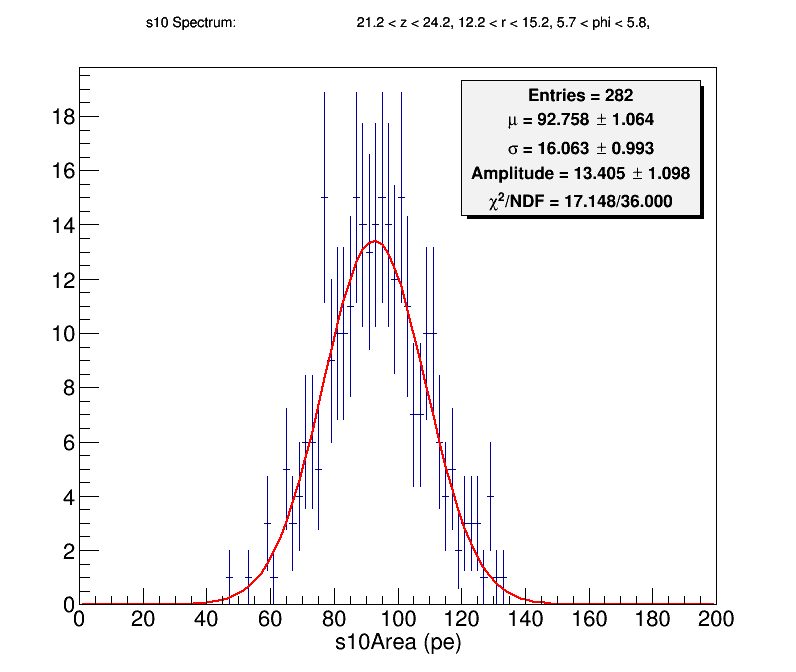 s10 Spectrum: 21.2 < z < 24.2, 12.2 < r < 15.2, 5.7 < phi < 5.8,
Entries = 282
μ = 92.758 ± 1.064
σ = 16.063 ± 0.993
Amplitude = 13.405 ± 1.098
χ²/NDF = 17.148/36.000
18
16
14
12
10
8
6
4
2
0
0 20 40 60 80 100 120 140 160 180 200
s10Area (pe)